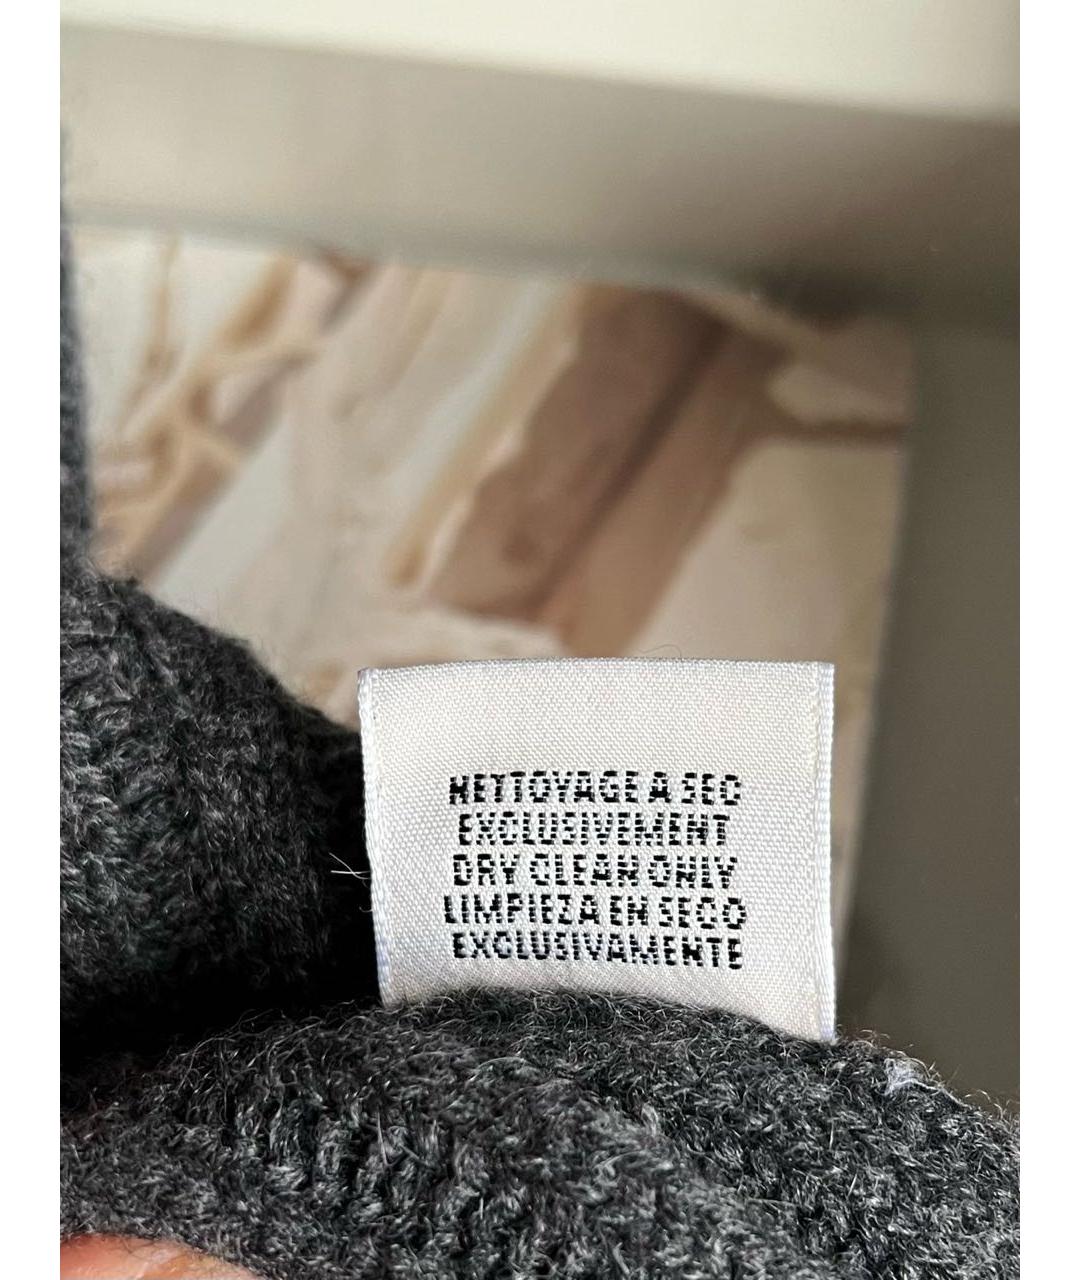 NETTOYAGE A SEC
EXCLUSIVEMENT
DRY CLEAN ONLY
LIMPIEZA EN SECO
EXCLUSIVAMENTE